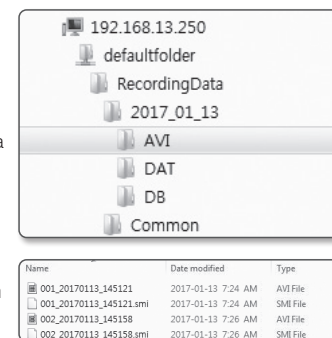 192.168.13.250
defaultfolder
RecordingData
2017_01_13
AVI
a
DAT
DB
Common
Name Date modified Type
001_20170113_145121 2017-01-13 7:24 AM AVI File
001_20170113_145121.smi 2017-01-13 7:24 AM SMI File
002_20170113_145158 2017-01-13 7:26 AM AVI File
002_20170113_145158.smi 2017-01-13 7:26 AM SMI File